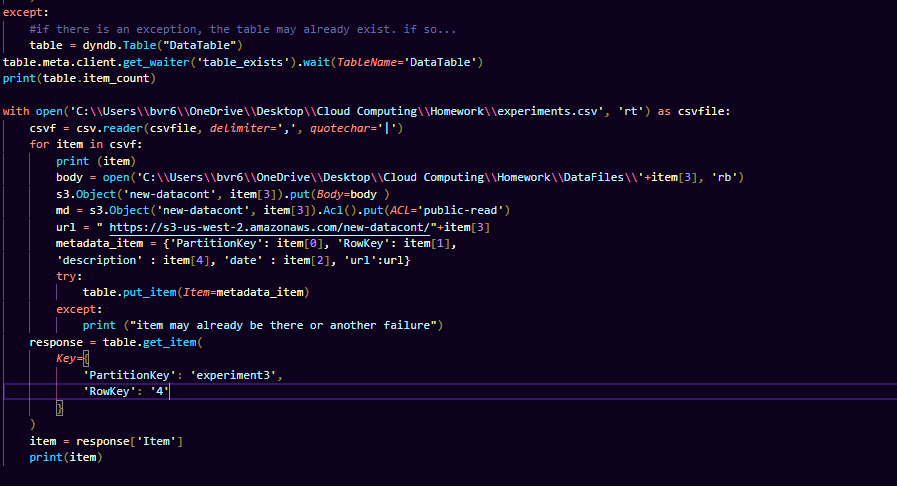 except:
    #if there is an exception, the table may already exist. if so...
    table = dyndb.Table("DataTable")
table.meta.client.get_waiter('table_exists').wait(TableName='DataTable')
print(table.item_count)

with open('C:\\Users\\bvr6\\OneDrive\\Desktop\\Cloud Computing\\Homework\\experiments.csv', 'rt') as csvfile:
    csvf = csv.reader(csvfile, delimiter=',', quotechar='|')
    for item in csvf:
        print (item)
        body = open('C:\\Users\\bvr6\\OneDrive\\Desktop\\Cloud Computing\\Homework\\DataFiles\\'+item[3], 'rb')
        s3.Object('new-datacont', item[3]).put(Body=body )
        md = s3.Object('new-datacont', item[3]).Acl().put(ACL='public-read')
        url = " https://s3-us-west-2.amazonaws.com/new-datacont/"+item[3]
        metadata_item = {'PartitionKey': item[0], 'RowKey': item[1],
        'description' : item[4], 'date' : item[2], 'url':url}
        try:
            table.put_item(Item=metadata_item)
        except:
            print ("item may already be there or another failure")
    response = table.get_item(
        Key={
            'PartitionKey': 'experiment3',
            'RowKey': '4'
        }
    )
    item = response['Item']
    print(item)